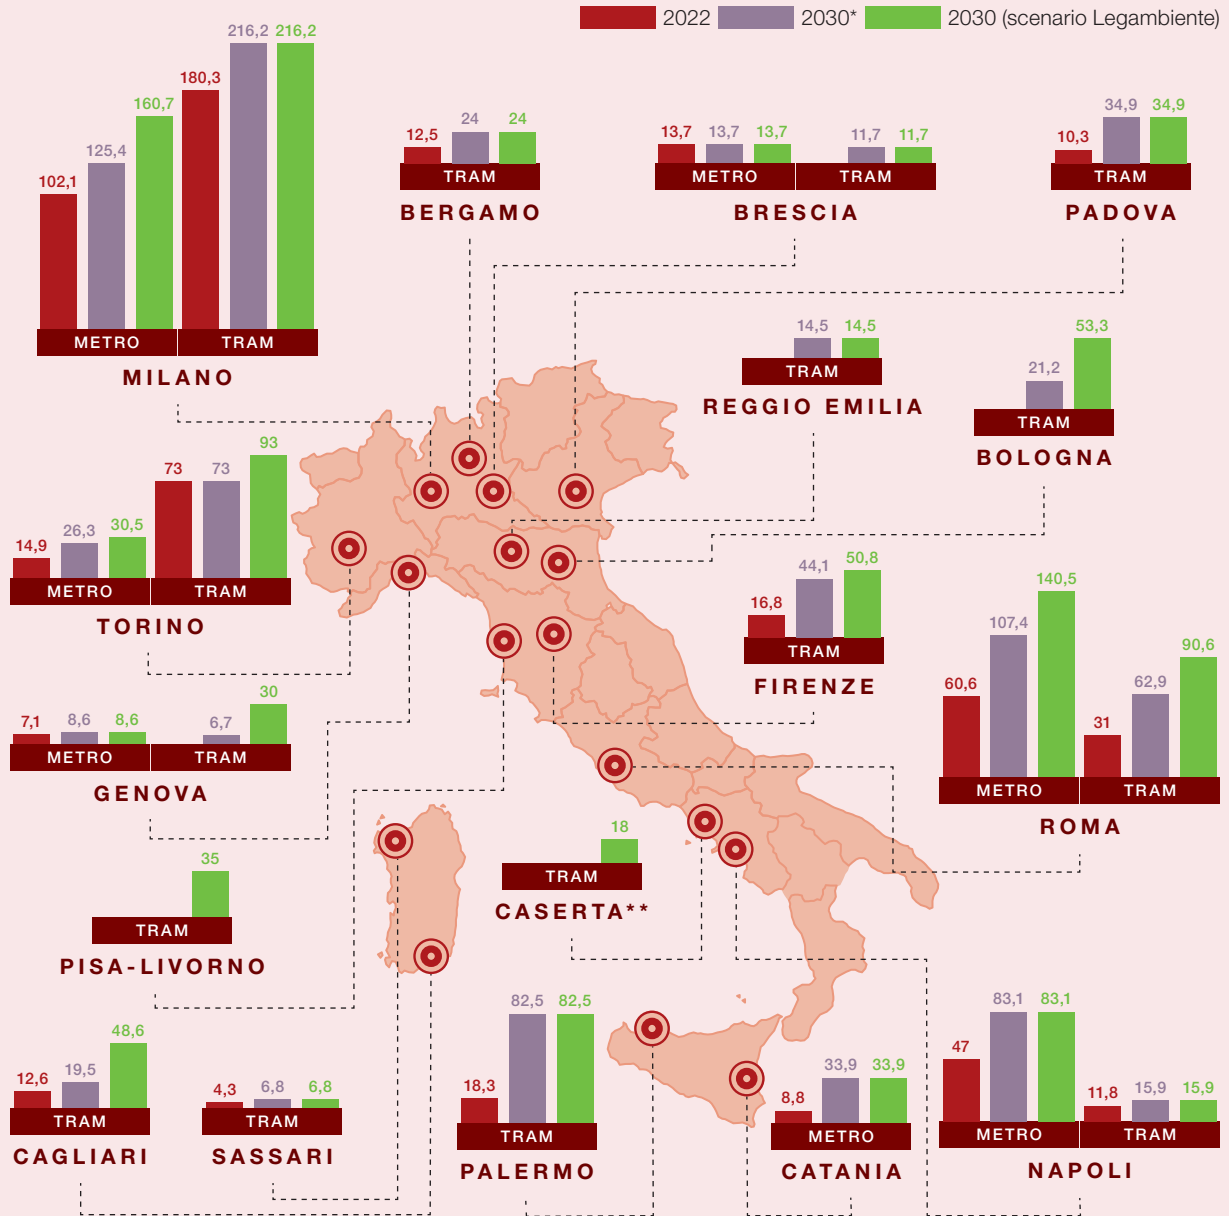 2022 2030* 2030 (scenario Legambiente)
216,2 216,2
180,3
160,7
125,4
102,1
METRO TRAM
MILANO
12,5 24 24
TRAM
BERGAMO
13,7 13,7 13,7 11,7 11,7
METRO TRAM
BRESCIA
10,3 34,9 34,9
TRAM
PADOVA
14,5 14,5
TRAM
REGGIO EMILIA
21,2 53,3
TRAM
BOLOGNA
14,9 26,3 30,5 73 73 93
METRO TRAM
TORINO
16,8 44,1 50,8
TRAM
FIRENZE
60,6 107,4 140,5 31 62,9 90,6
METRO TRAM
ROMA
7,1 8,6 8,6 6,7 30
METRO TRAM
GENOVA
18
TRAM
CASERTA**
35
TRAM
PISA-LIVORNO
12,6 19,5 48,6
TRAM
CAGLIARI
4,3 6,8 6,8
TRAM
SASSARI
18,3 82,5 82,5
TRAM
PALERMO
8,8 33,9 33,9
METRO
CATANIA
47 83,1 83,1 11,8 15,9 15,9
METRO TRAM
NAPOLI